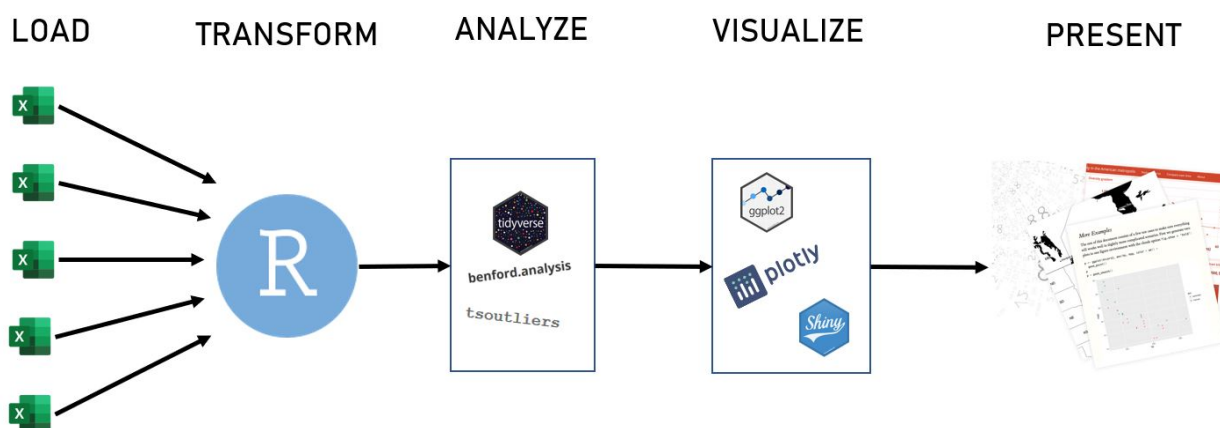 LOAD
TRANSFORM
ANALYZE
VISUALIZE
PRESENT
X
X
X
X
X
R
tidyverse
benford.analysis
tsoutliers
ggplot2
plotly
Shiny
More Examples